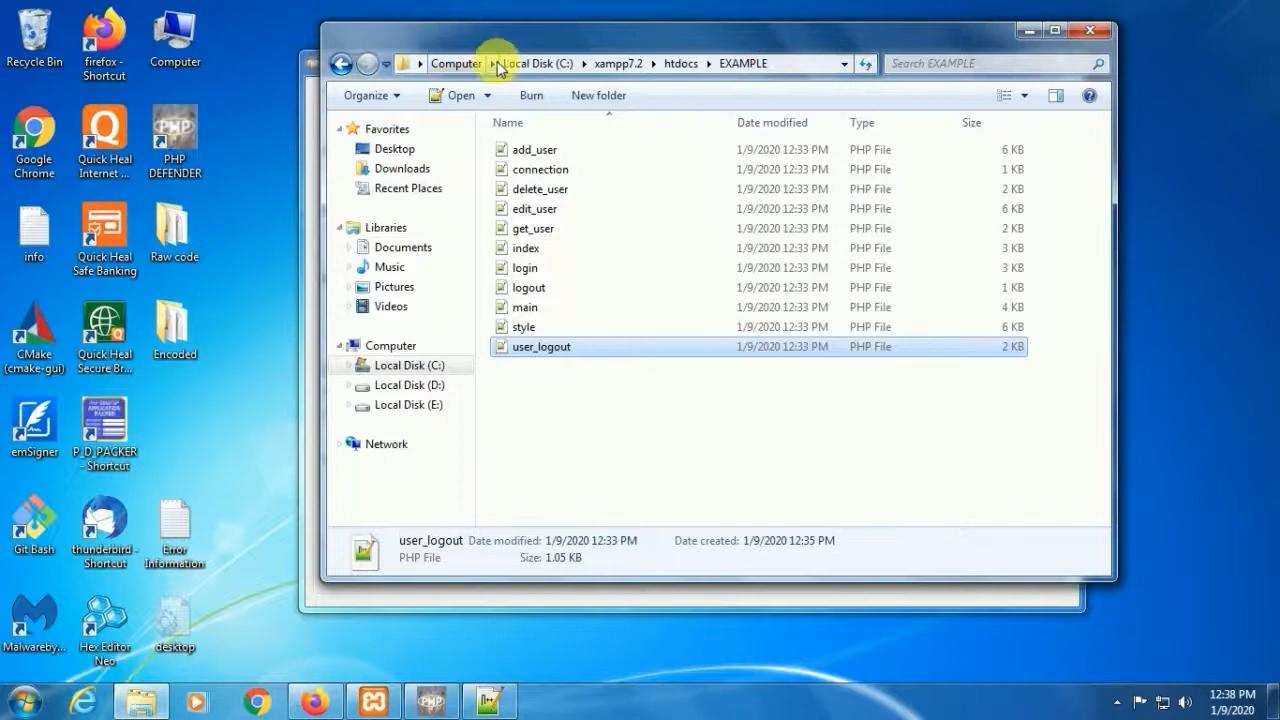 Recycle Bin
firefox -
Shortcut
Computer
Google
Chrome
Quick Heal
Internet ...
PHP
DEFENDER
info
Quick Heal
Safe Banking
Raw code
CMake
(cmake-gui)
Quick Heal
Secure Br...
Encoded
emSigner
P_D_PACKER
- Shortcut
Git Bash
thunderbird -
Shortcut
Error
Information
Malwareby...
Hex Editor
Neo
desktop
Computer
Local Disk (C:)
xampp7.2
htdocs
EXAMPLE
Search EXAMPLE
Organize
Open
Burn
New folder
Favorites
Desktop
Downloads
Recent Places
Libraries
Documents
Music
Pictures
Videos
Computer
Local Disk (C:)
Local Disk (D:)
Local Disk (E:)
Network
Name Date modified Type Size
add_user 1/9/2020 12:33 PM PHP File 6 KB
connection 1/9/2020 12:33 PM PHP File 1 KB
delete_user 1/9/2020 12:33 PM PHP File 2 KB
edit_user 1/9/2020 12:33 PM PHP File 6 KB
get_user 1/9/2020 12:33 PM PHP File 2 KB
index 1/9/2020 12:33 PM PHP File 3 KB
login 1/9/2020 12:33 PM PHP File 3 KB
logout 1/9/2020 12:33 PM PHP File 1 KB
main 1/9/2020 12:33 PM PHP File 4 KB
style 1/9/2020 12:33 PM PHP File 6 KB
user_logout 1/9/2020 12:33 PM PHP File 2 KB
user_logout Date modified: 1/9/2020 12:33 PM Date created: 1/9/2020 12:35 PM
PHP File Size: 1.05 KB
12:38 PM
1/9/2020